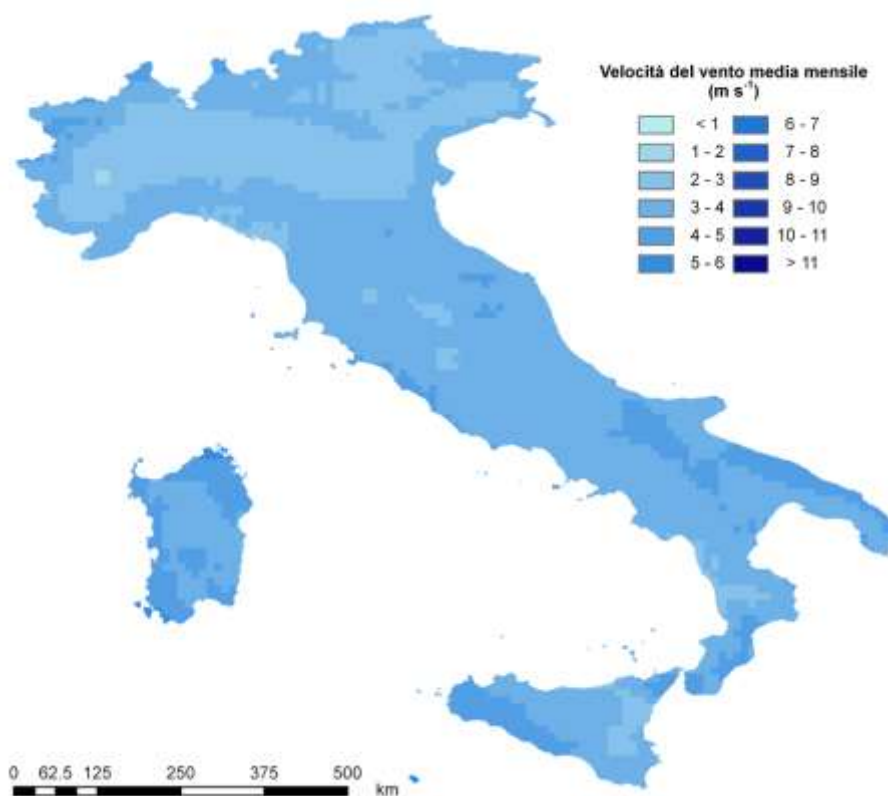 Velocità del vento media mensile
(m s⁻¹)
< 1 6 - 7
1 - 2 7 - 8
2 - 3 8 - 9
3 - 4 9 - 10
4 - 5 10 - 11
5 - 6 > 11
0 62.5 125 250 375 500
km